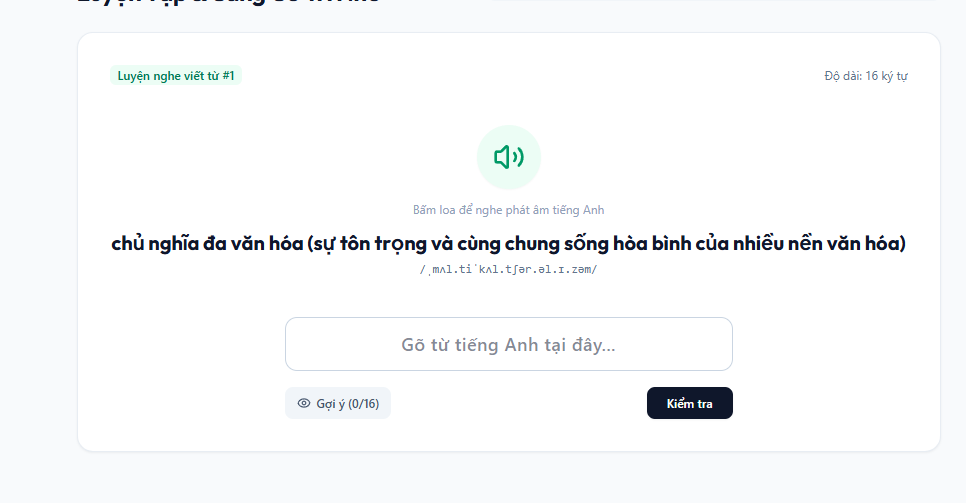 Luyện nghe viết từ #1
Độ dài: 16 ký tự
Bấm loa để nghe phát âm tiếng Anh
chủ nghĩa đa văn hóa (sự tôn trọng và cùng chung sống hòa bình của nhiều nền văn hóa)
/ˌmʌl.tiˈkʌl.tʃər.əl.ɪ.zəm/
Gõ từ tiếng Anh tại đây...
Gợi ý (0/16)
Kiểm tra